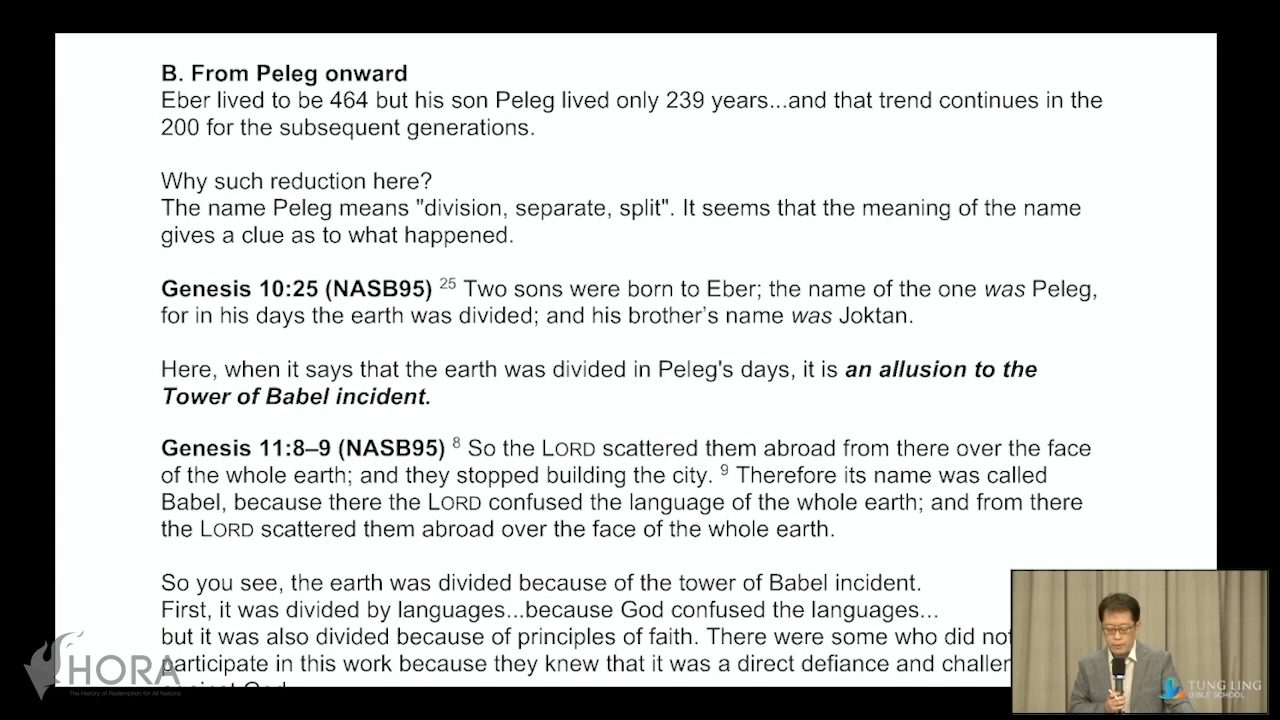 B. From Peleg onward
Eber lived to be 464 but his son Peleg lived only 239 years...and that trend continues in the
200 for the subsequent generations.
Why such reduction here?
The name Peleg means "division, separate, split". It seems that the meaning of the name
gives a clue as to what happened.
Genesis 10:25 (NASB95) 25 Two sons were born to Eber; the name of the one was Peleg,
for in his days the earth was divided; and his brother’s name was Joktan.
Here, when it says that the earth was divided in Peleg's days, it is an allusion to the
Tower of Babel incident.
Genesis 11:8–9 (NASB95) 8 So the LORD scattered them abroad from there over the face
of the whole earth; and they stopped building the city. 9 Therefore its name was called
Babel, because there the LORD confused the language of the whole earth; and from there
the LORD scattered them abroad over the face of the whole earth.
So you see, the earth was divided because of the tower of Babel incident.
First, it was divided by languages...because God confused the languages...
but it was also divided because of principles of faith. There were some who did not
participate in this work because they knew that it was a direct defiance and
HORA
The History of Redemption for All Nations
TUNG LING
BIBLE SCHOOL